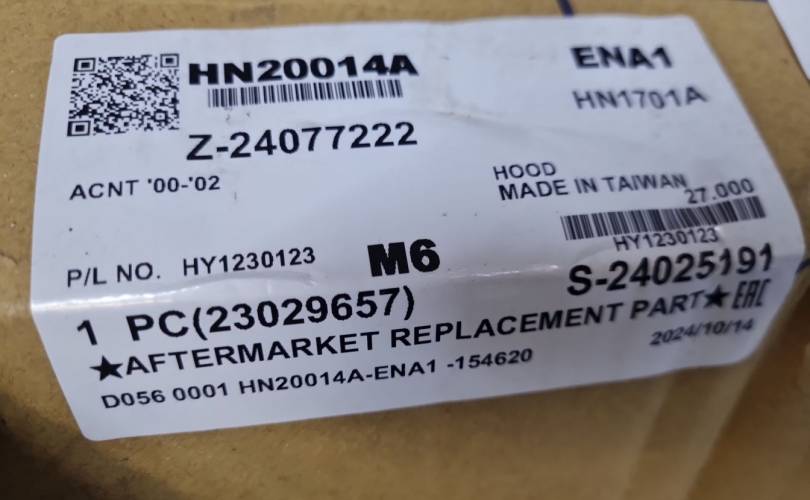 HN20014A
ENA1
HN1701A
Z-24077222
ACNT '00-'02
HOOD
MADE IN TAIWAN
27.000
HY1230123
P/L NO. HY1230123
M6
S-24025191
1 PC(23029657)
★AFTERMARKET REPLACEMENT PART★ EAC
2024/10/14
D056 0001 HN20014A-ENA1 -154620